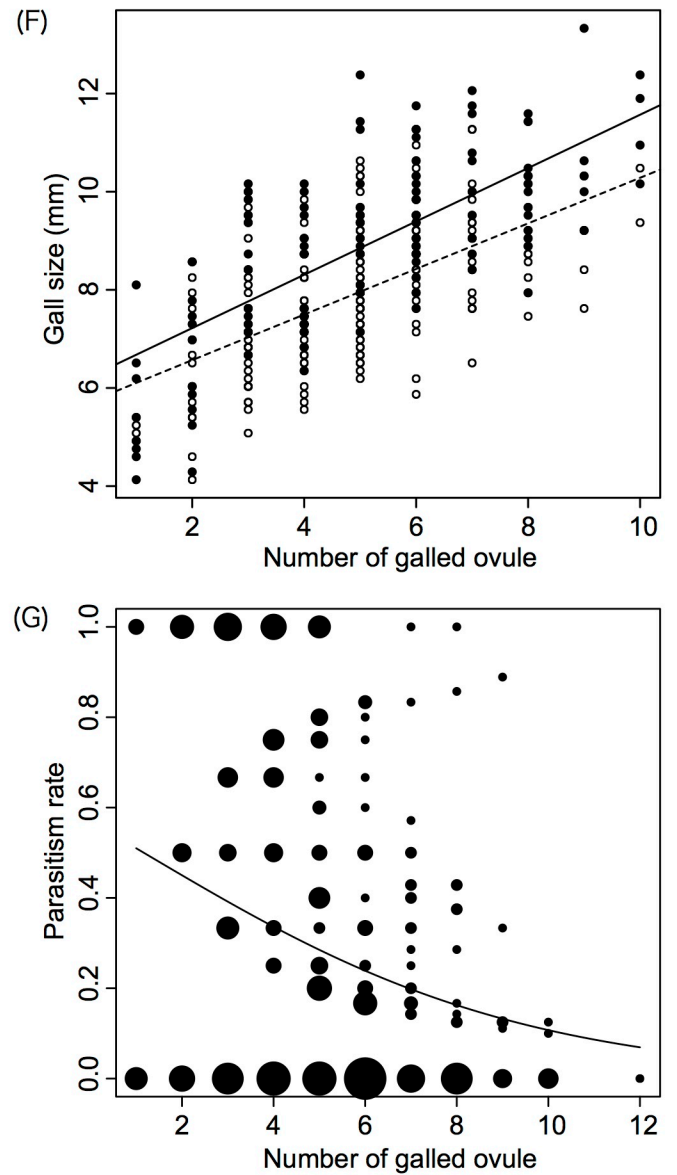 (F)
Gall size (mm)
12
10
8
6
4
2 4 6 8 10
Number of galled ovule
(G)
Parasitism rate
1.0
0.8
0.6
0.4
0.2
0.0
2 4 6 8 10 12
Number of galled ovule